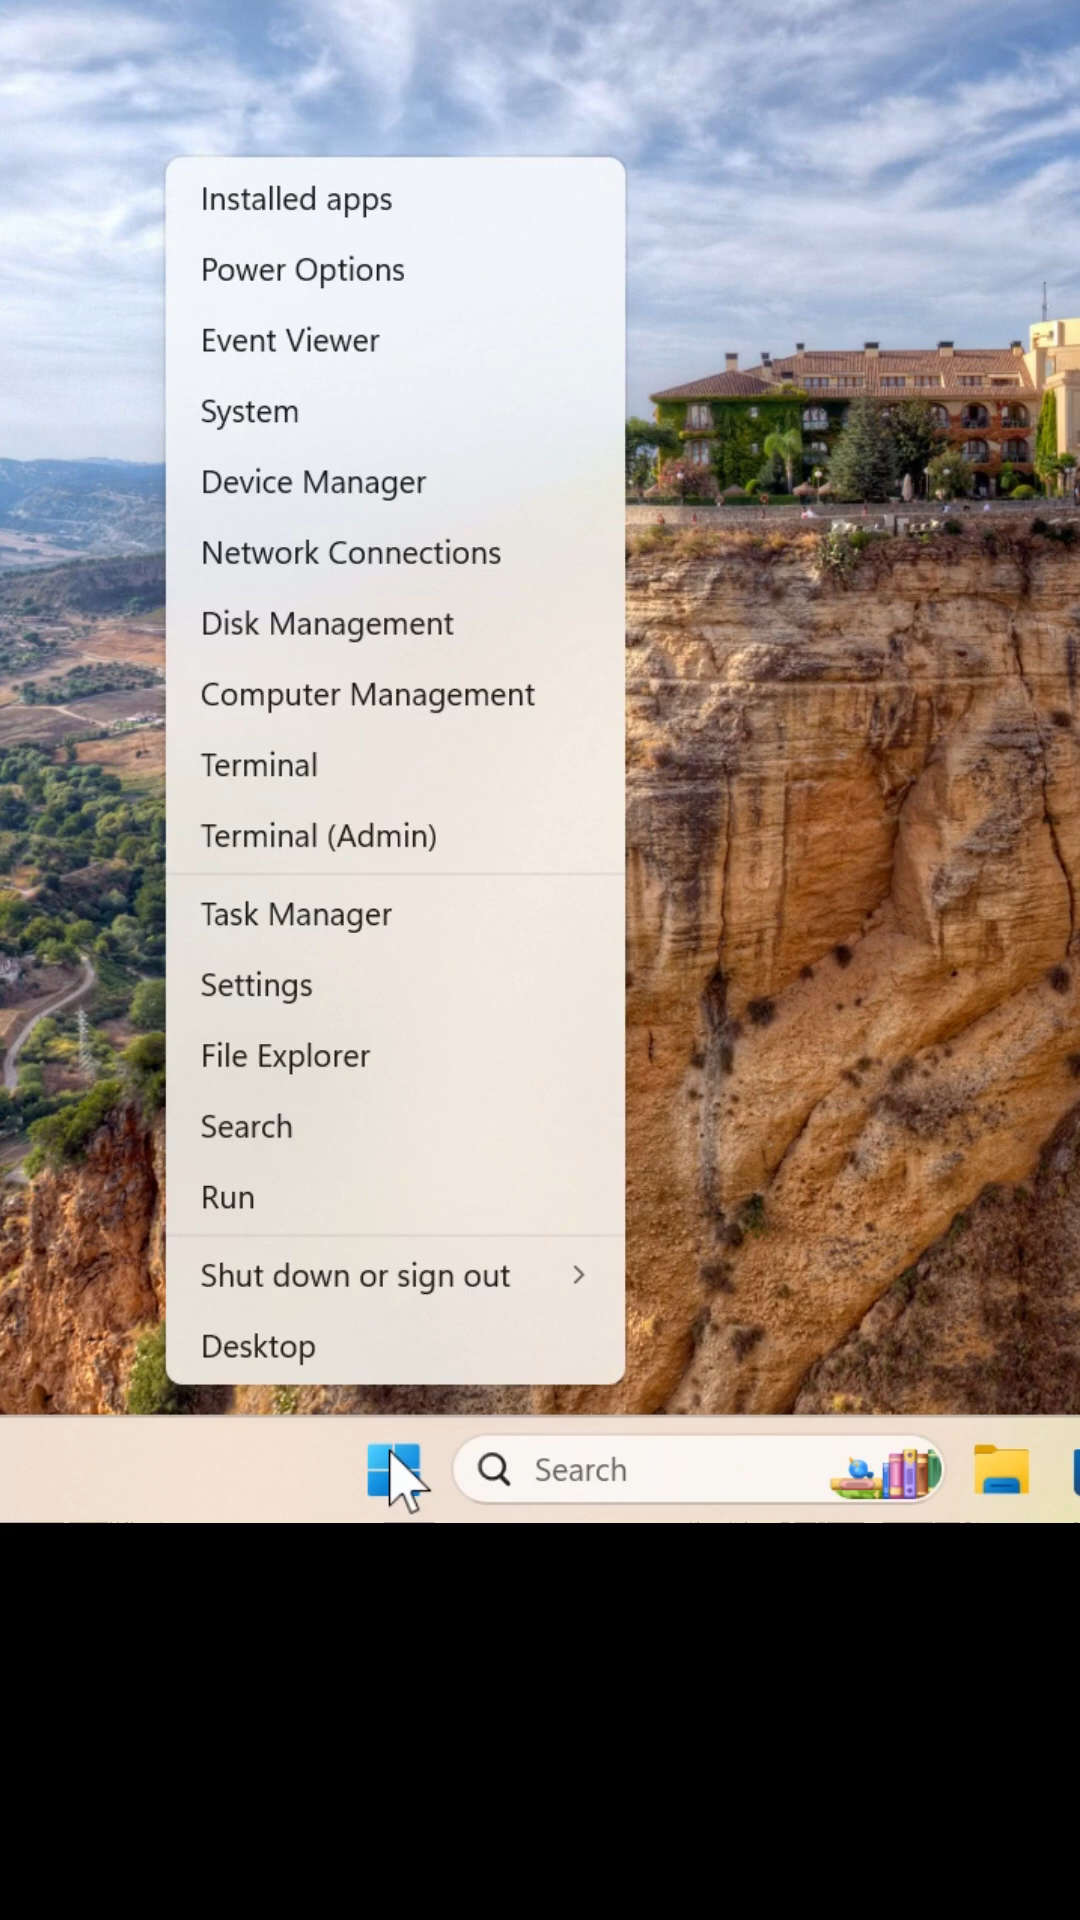 Installed apps
Power Options
Event Viewer
System
Device Manager
Network Connections
Disk Management
Computer Management
Terminal
Terminal (Admin)
Task Manager
Settings
File Explorer
Search
Run
Shut down or sign out
Desktop
Search